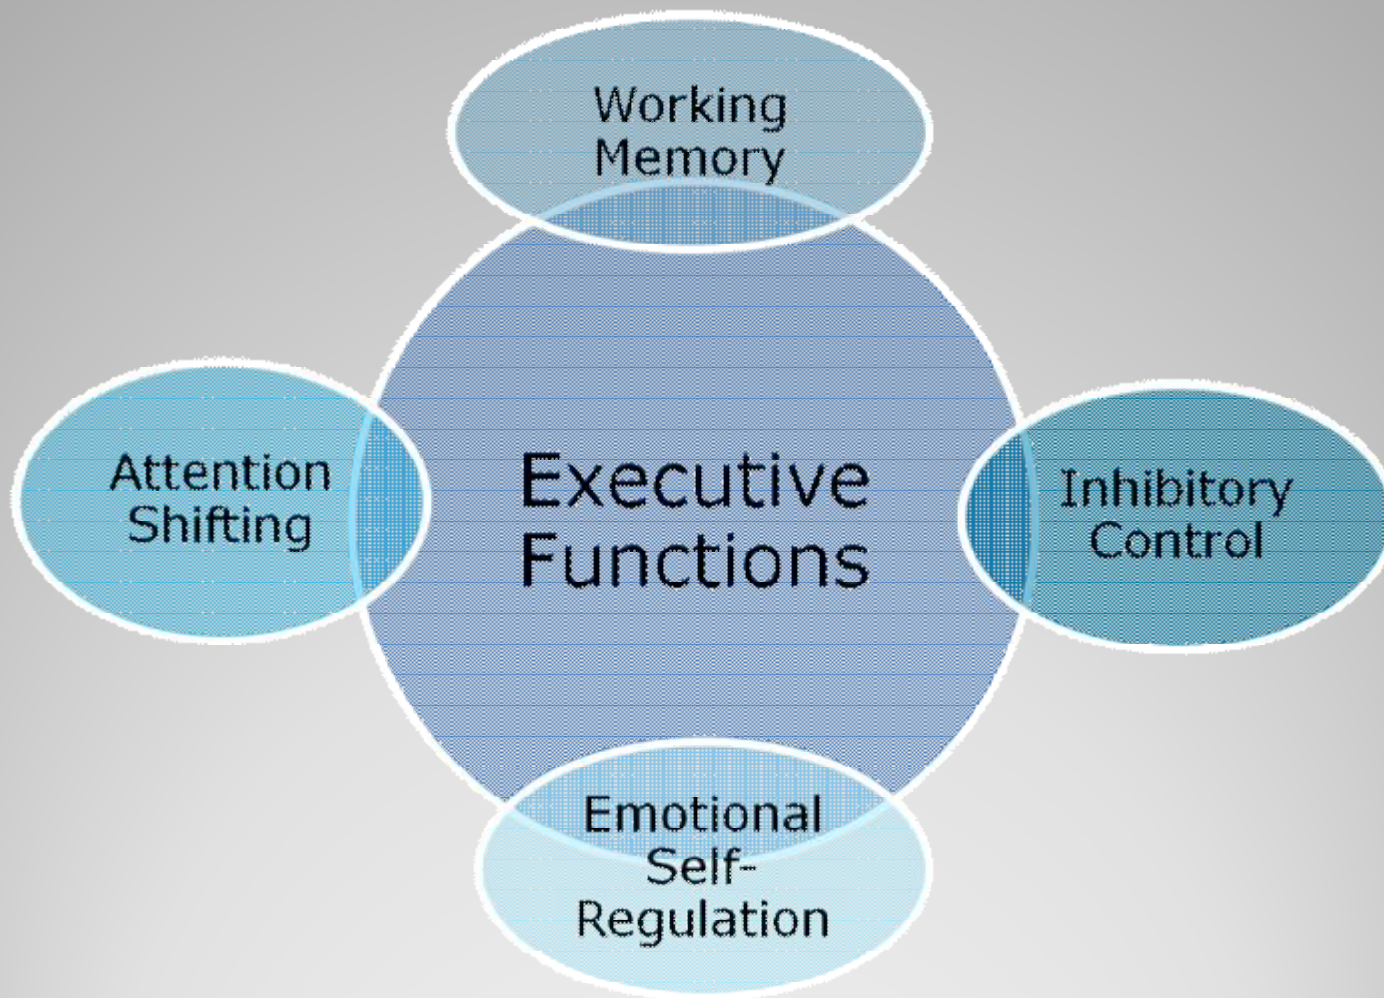 Working
Memory
Attention
Shifting
Executive
Functions
Inhibitory
Control
Emotional
Self-
Regulation